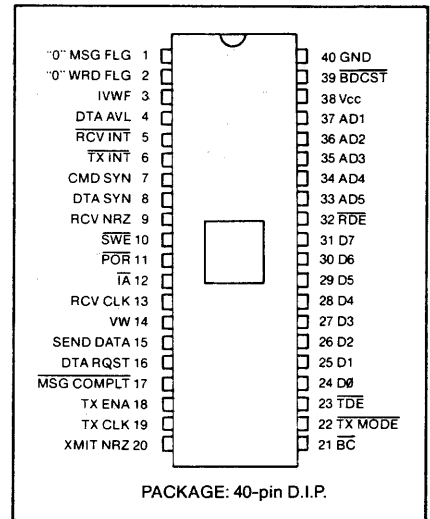 "0" MSG FLG 1
"0" WRD FLG 2
IVWF 3
DTA AVL 4
RCV INT 5
TX INT 6
CMD SYN 7
DTA SYN 8
RCV NRZ 9
SWE 10
POR 11
IA 12
RCV CLK 13
VW 14
SEND DATA 15
DTA RQST 16
MSG COMPLT 17
TX ENA 18
TX CLK 19
XMIT NRZ 20
40 GND
39 BDCST
38 Vcc
37 AD1
36 AD2
35 AD3
34 AD4
33 AD5
32 RDE
31 D7
30 D6
29 D5
28 D4
27 D3
26 D2
25 D1
24 DØ
23 TDE
22 TX MODE
21 BC
PACKAGE: 40-pin D.I.P.